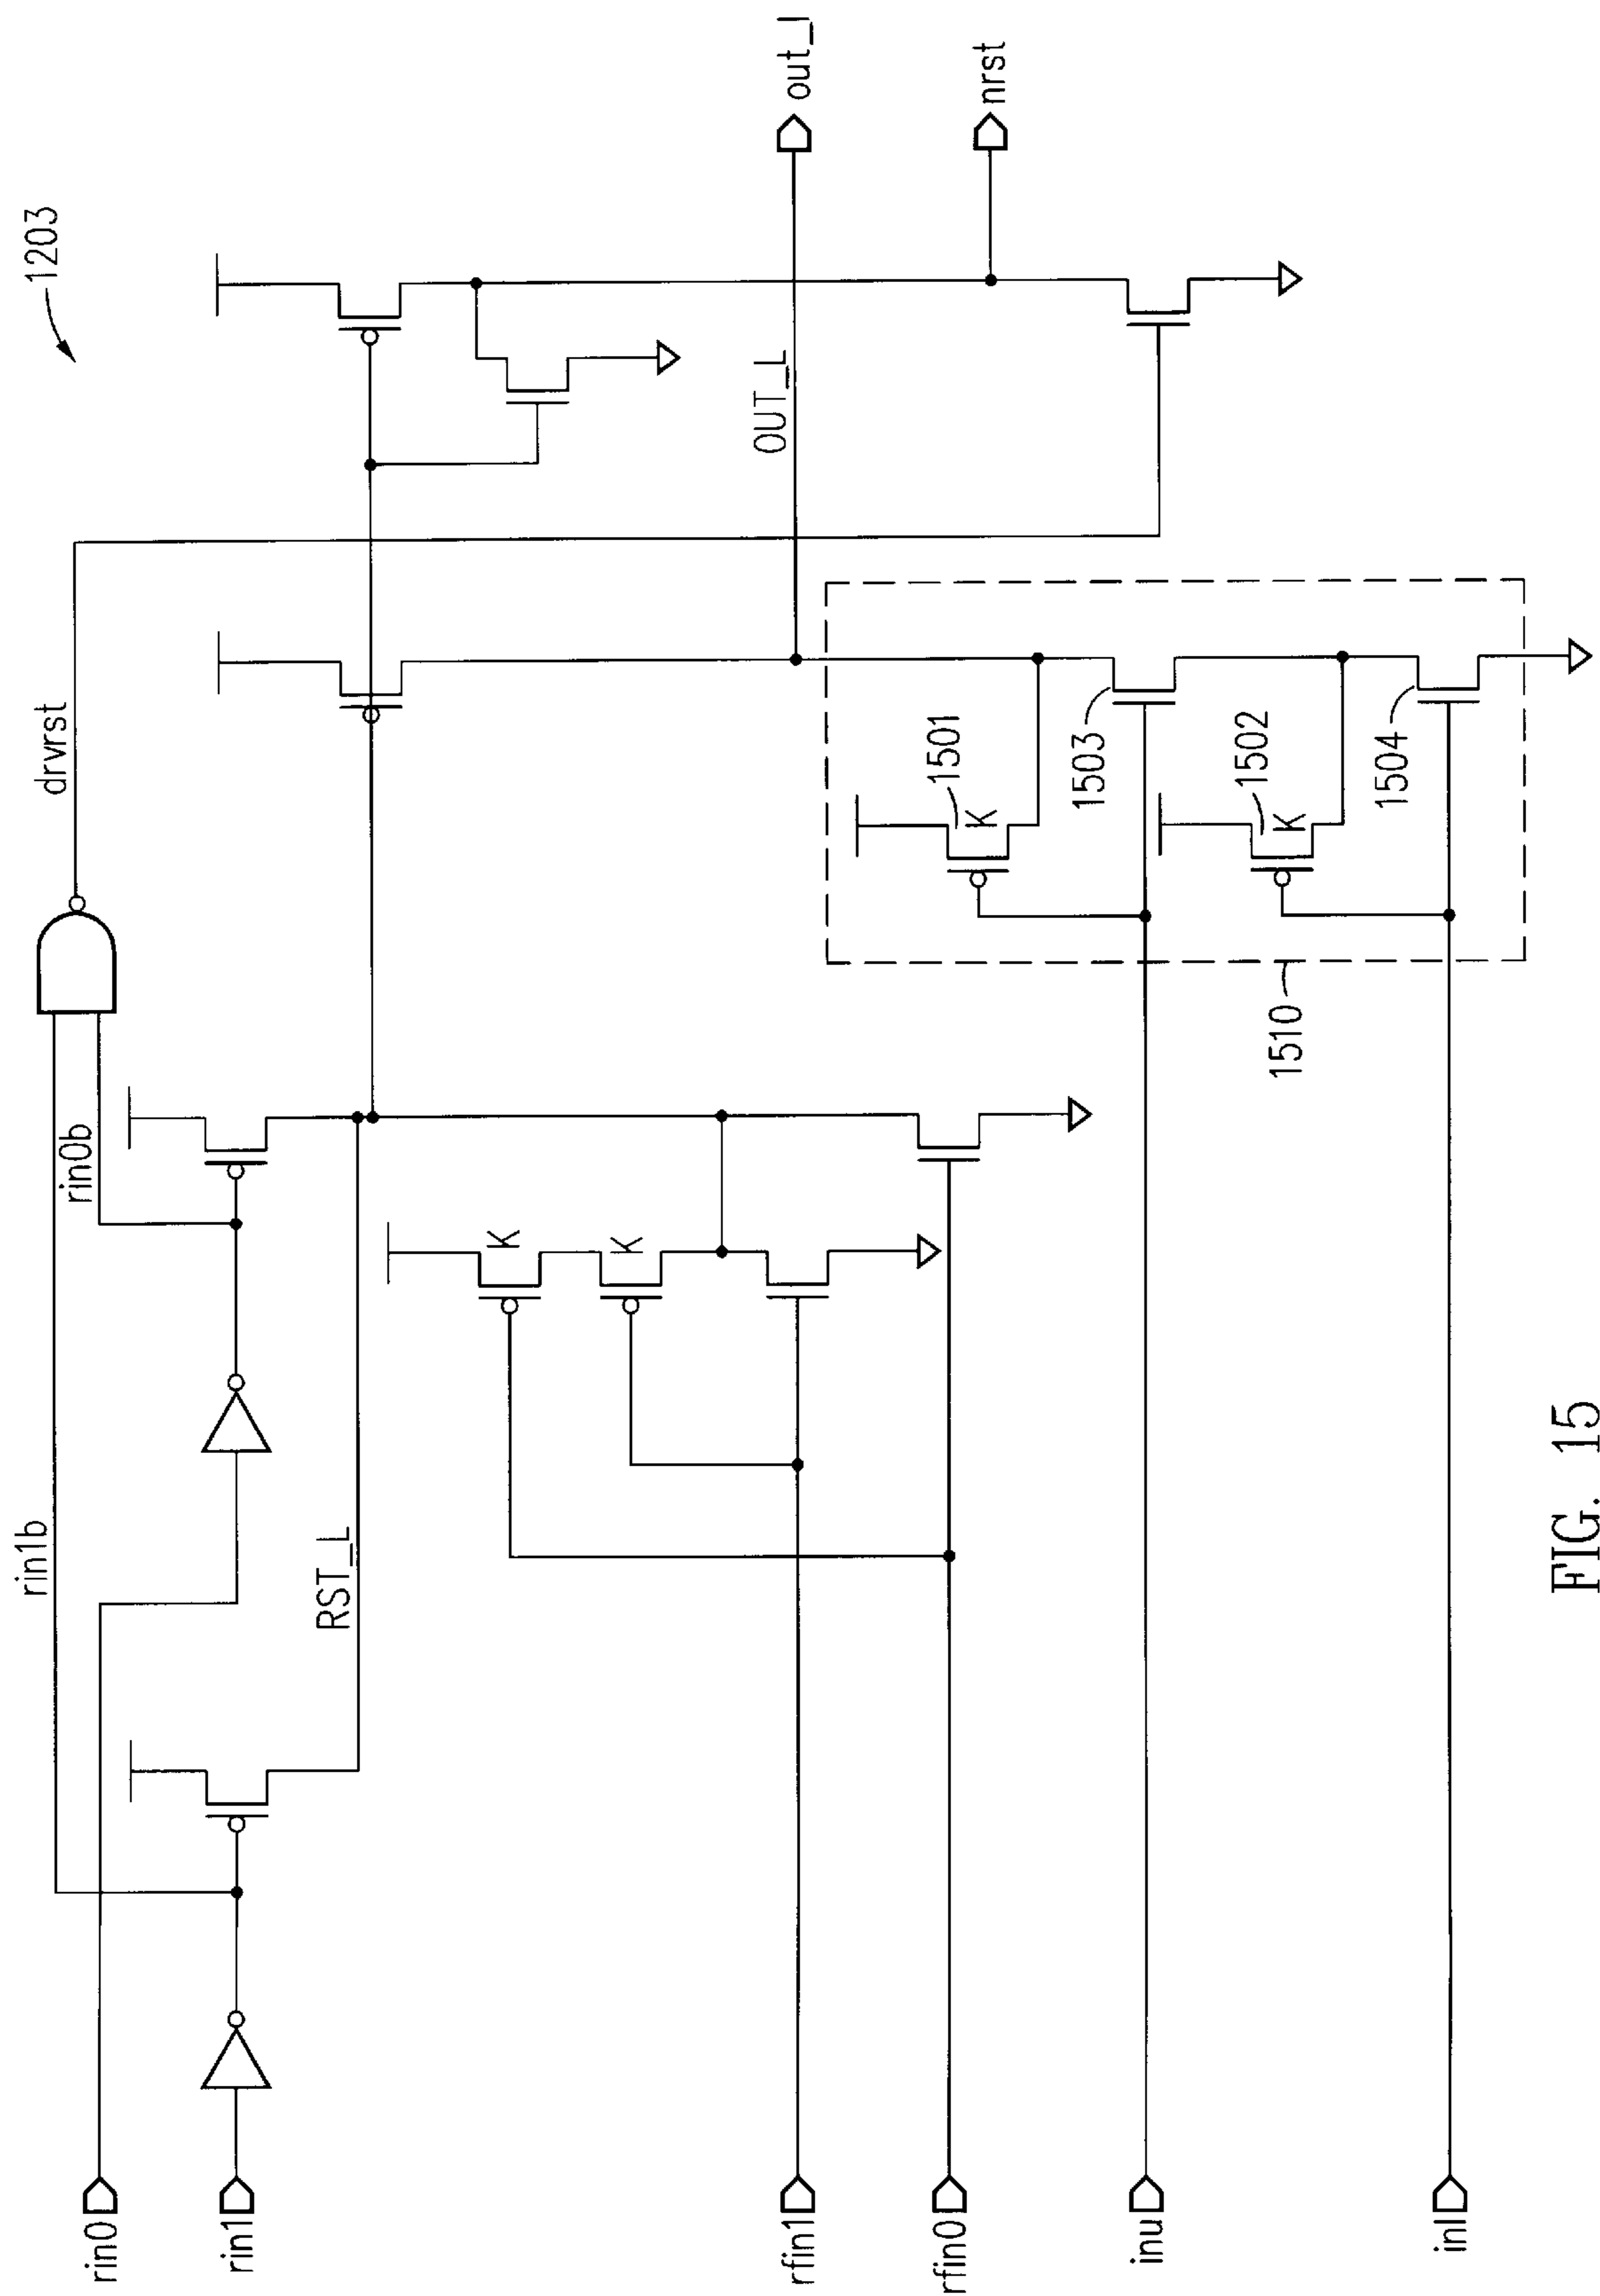 1203
rin1b
rin0b
drvrst
rin0
rin1
RST_L
K
K
OUT_L
out_l
nrst
rfin1
rfin0
inu
inl
1501
K
1503
1502
K
1504
1510
FIG. 15